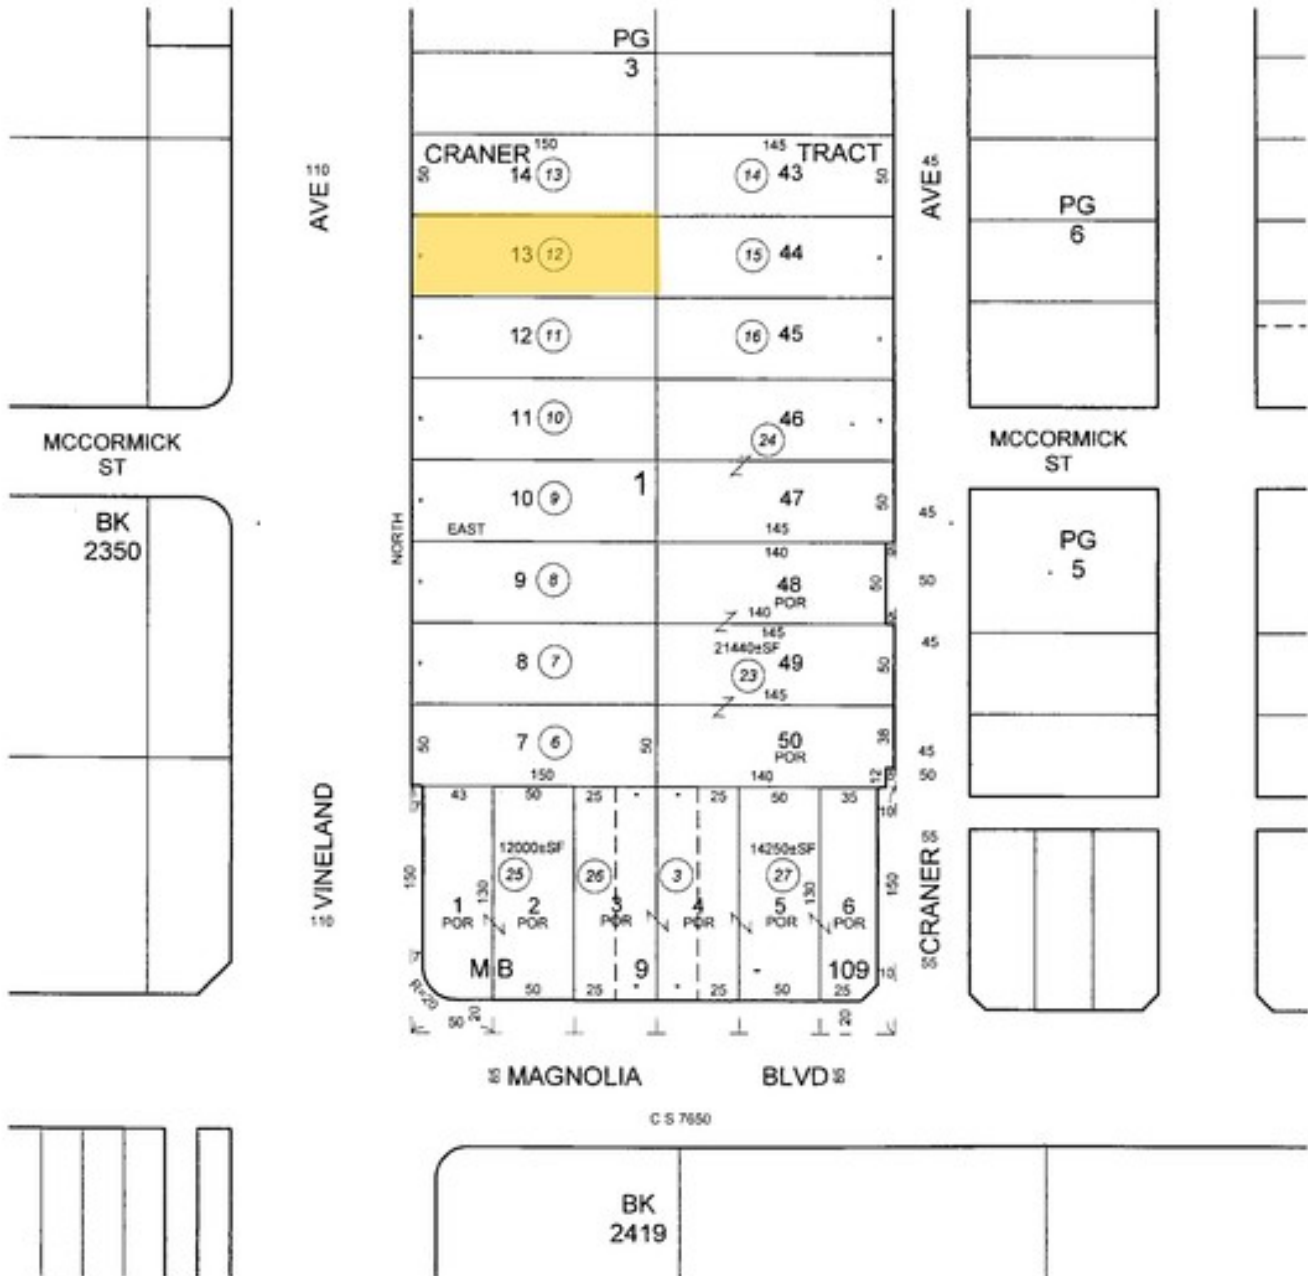 PG
3
CRANER 150 145 TRACT
50 14 13 14 43 50
AVE 110
AVE 45
PG
6
13 12 15 44
12 11 16 45
11 10 46
24
MCCORMICK
ST
MCCORMICK
ST
10 9 1 47 50
NORTH
EAST 145
BK
2350
45
PG
5
140
9 8 48 50 50
POR
140
145
45
21440±SF
8 7 49 50
23
145
50 7 6 50 50 38
POR
45
50
150 140 12
43 50 25 25 50 35
10
110 VINELAND
12000±SF 14250±SF
25 26 3 27
150 130 130 150
1 2 3 4 5 6
POR POR POR POR POR POR
55 CRANER 55
M B 9 109
7 10
R=20
50 25 25 50 25
50 20 20
85 MAGNOLIA BLVD 85
C S 7650
BK
2419